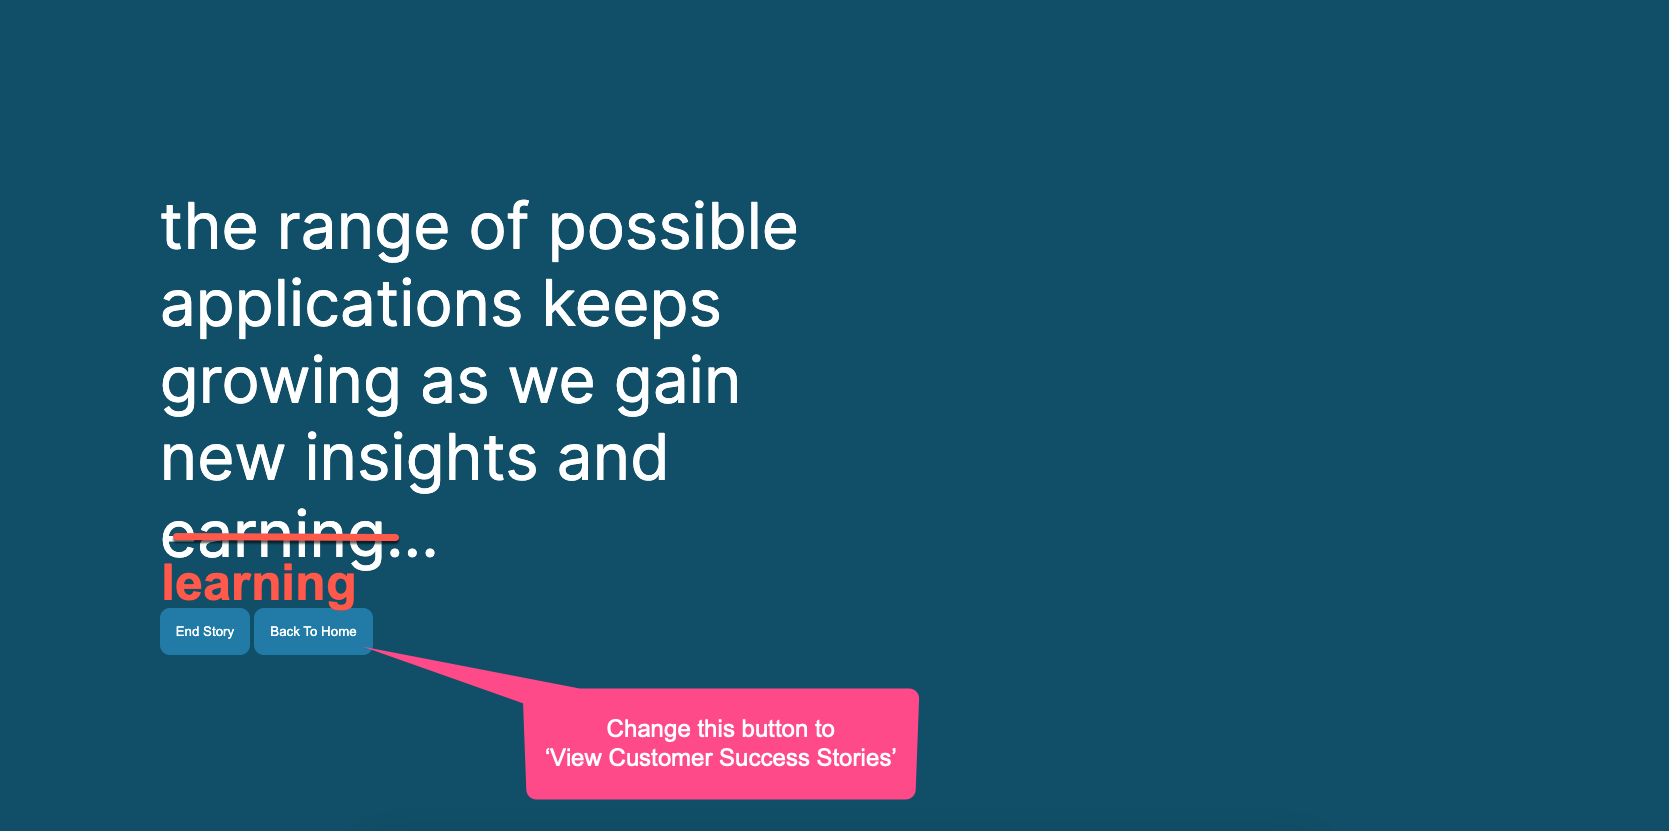 the range of possible
applications keeps
growing as we gain
new insights and
earning...
learning
End Story Back To Home
Change this button to
‘View Customer Success Stories’